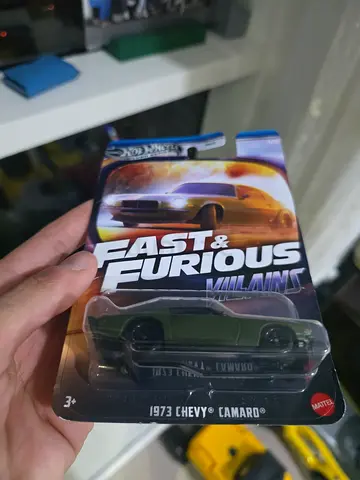 Hot Wheels
FAST &
FURIOUS
VILLAINS
1973 CHEVY® CAMARO®
3+
1973 CHEVY® CAMARO®
MATTEL